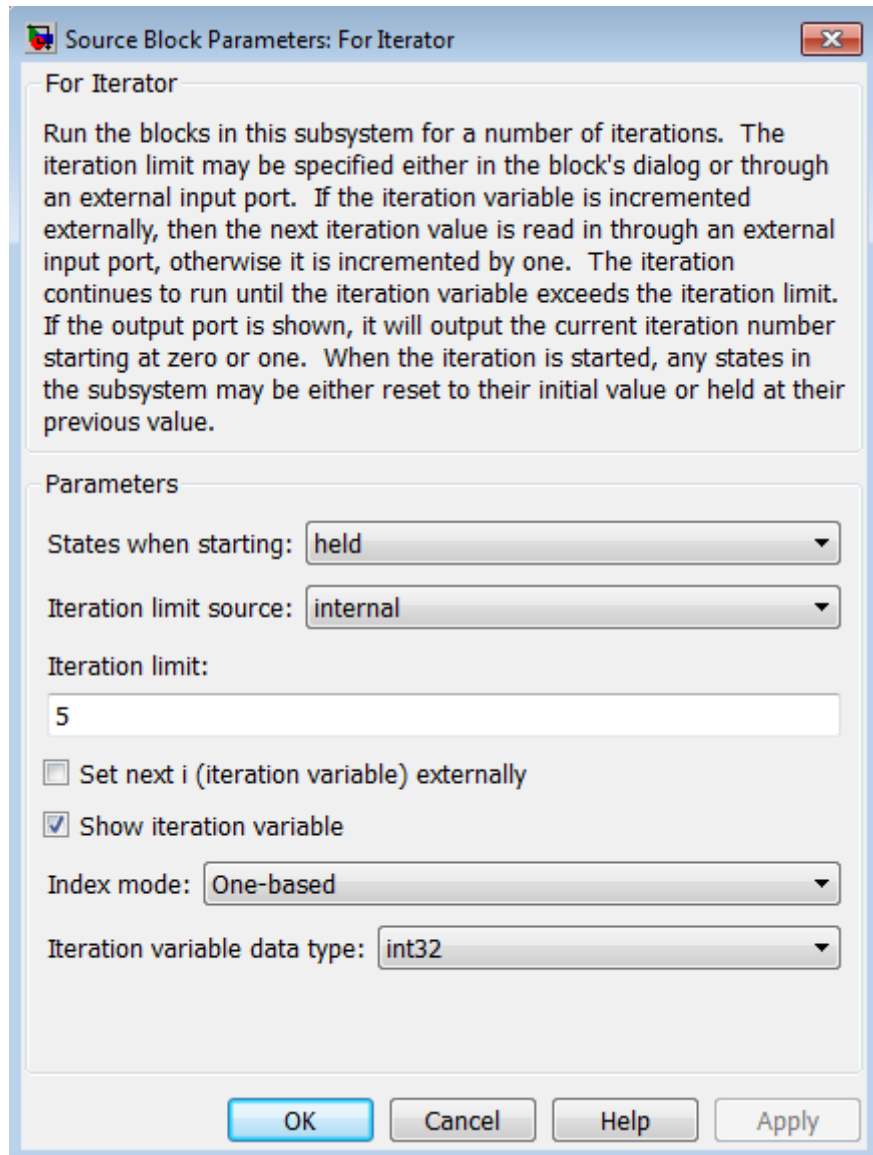 Source Block Parameters: For Iterator
For Iterator
Run the blocks in this subsystem for a number of iterations.  The
iteration limit may be specified either in the block's dialog or through
an external input port.  If the iteration variable is incremented
externally, then the next iteration value is read in through an external
input port, otherwise it is incremented by one.  The iteration
continues to run until the iteration variable exceeds the iteration limit.
If the output port is shown, it will output the current iteration number
starting at zero or one.  When the iteration is started, any states in
the subsystem may be either reset to their initial value or held at their
previous value.
Parameters
States when starting: held
Iteration limit source: internal
Iteration limit:
5
Set next i (iteration variable) externally
Show iteration variable
Index mode: One-based
Iteration variable data type: int32
OK Cancel Help Apply